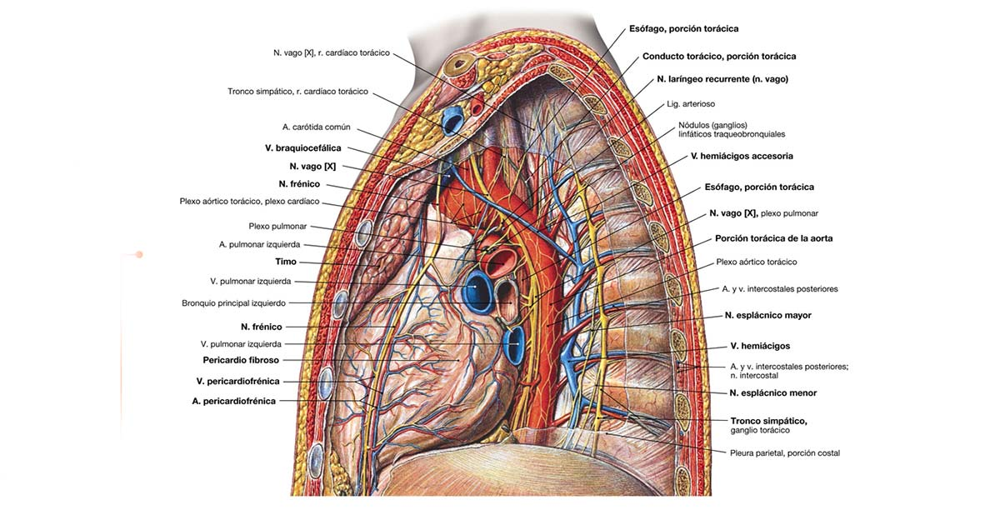 N. vago [X], r. cardíaco torácico
Tronco simpático, r. cardíaco torácico
A. carótida común
V. braquiocefálica
N. vago [X]
N. frénico
Plexo aórtico torácico, plexo cardíaco
Plexo pulmonar
A. pulmonar izquierda
Timo
V. pulmonar izquierda
Bronquio principal izquierdo
N. frénico
V. pulmonar izquierda
Pericardio fibroso
V. pericardiofrénica
A. pericardiofrénica
Esófago, porción torácica
Conducto torácico, porción torácica
N. laríngeo recurrente (n. vago)
Lig. arterioso
Nódulos (ganglios)
linfáticos traqueobronquiales
V. hemiácigos accesoria
Esófago, porción torácica
N. vago [X], plexo pulmonar
Porción torácica de la aorta
Plexo aórtico torácico
A. y v. intercostales posteriores
N. esplácnico mayor
V. hemiácigos
A. y v. intercostales posteriores;
n. intercostal
N. esplácnico menor
Tronco simpático,
ganglio torácico
Pleura parietal, porción costal